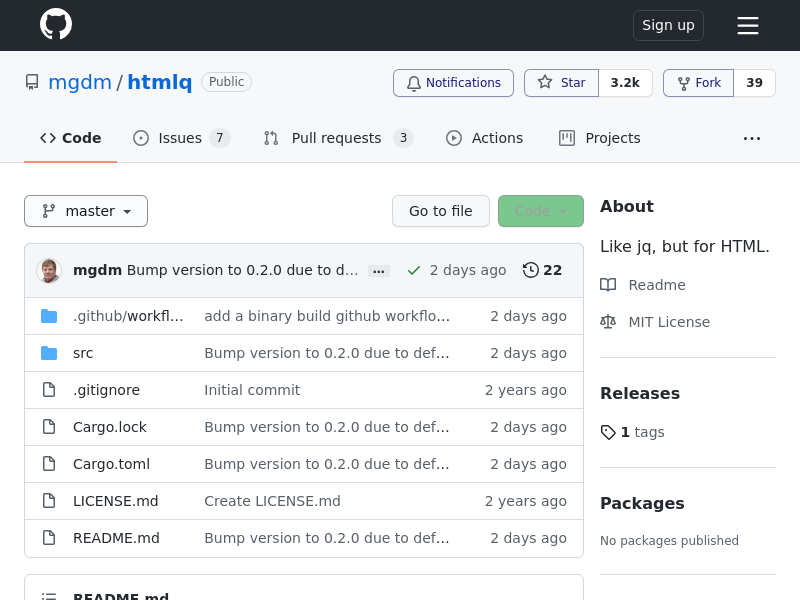 Sign up
mgdm / htmlq Public
Notifications Star 3.2k Fork 39
Code Issues 7 Pull requests 3 Actions Projects
master Go to file Code
mgdm Bump version to 0.2.0 due to d… 2 days ago 22
.github/workfl… add a binary build github workflo… 2 days ago
src Bump version to 0.2.0 due to def… 2 days ago
.gitignore Initial commit 2 years ago
Cargo.lock Bump version to 0.2.0 due to def… 2 days ago
Cargo.toml Bump version to 0.2.0 due to def… 2 days ago
LICENSE.md Create LICENSE.md 2 years ago
README.md Bump version to 0.2.0 due to def… 2 days ago
README.md
About
Like jq, but for HTML.
Readme
MIT License
Releases
1 tags
Packages
No packages published